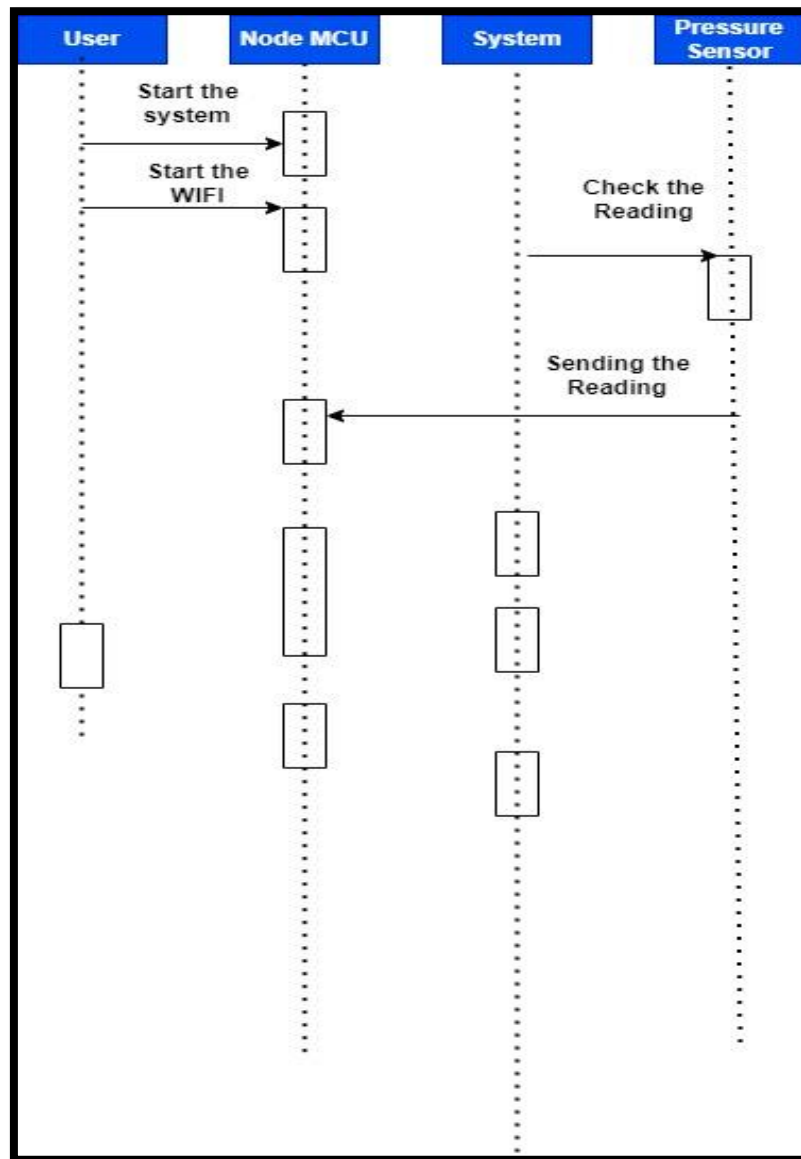 User
Node MCU
System
Pressure
Sensor
Start the
system
Start the
WIFI
Check the
Reading
Sending the
Reading